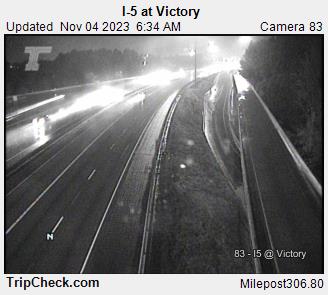 I-5 at Victory
Updated Nov 04 2023 6:34 AM Camera 83
T
N
83 - I5 @ Victory
TripCheck.com Milepost306.80